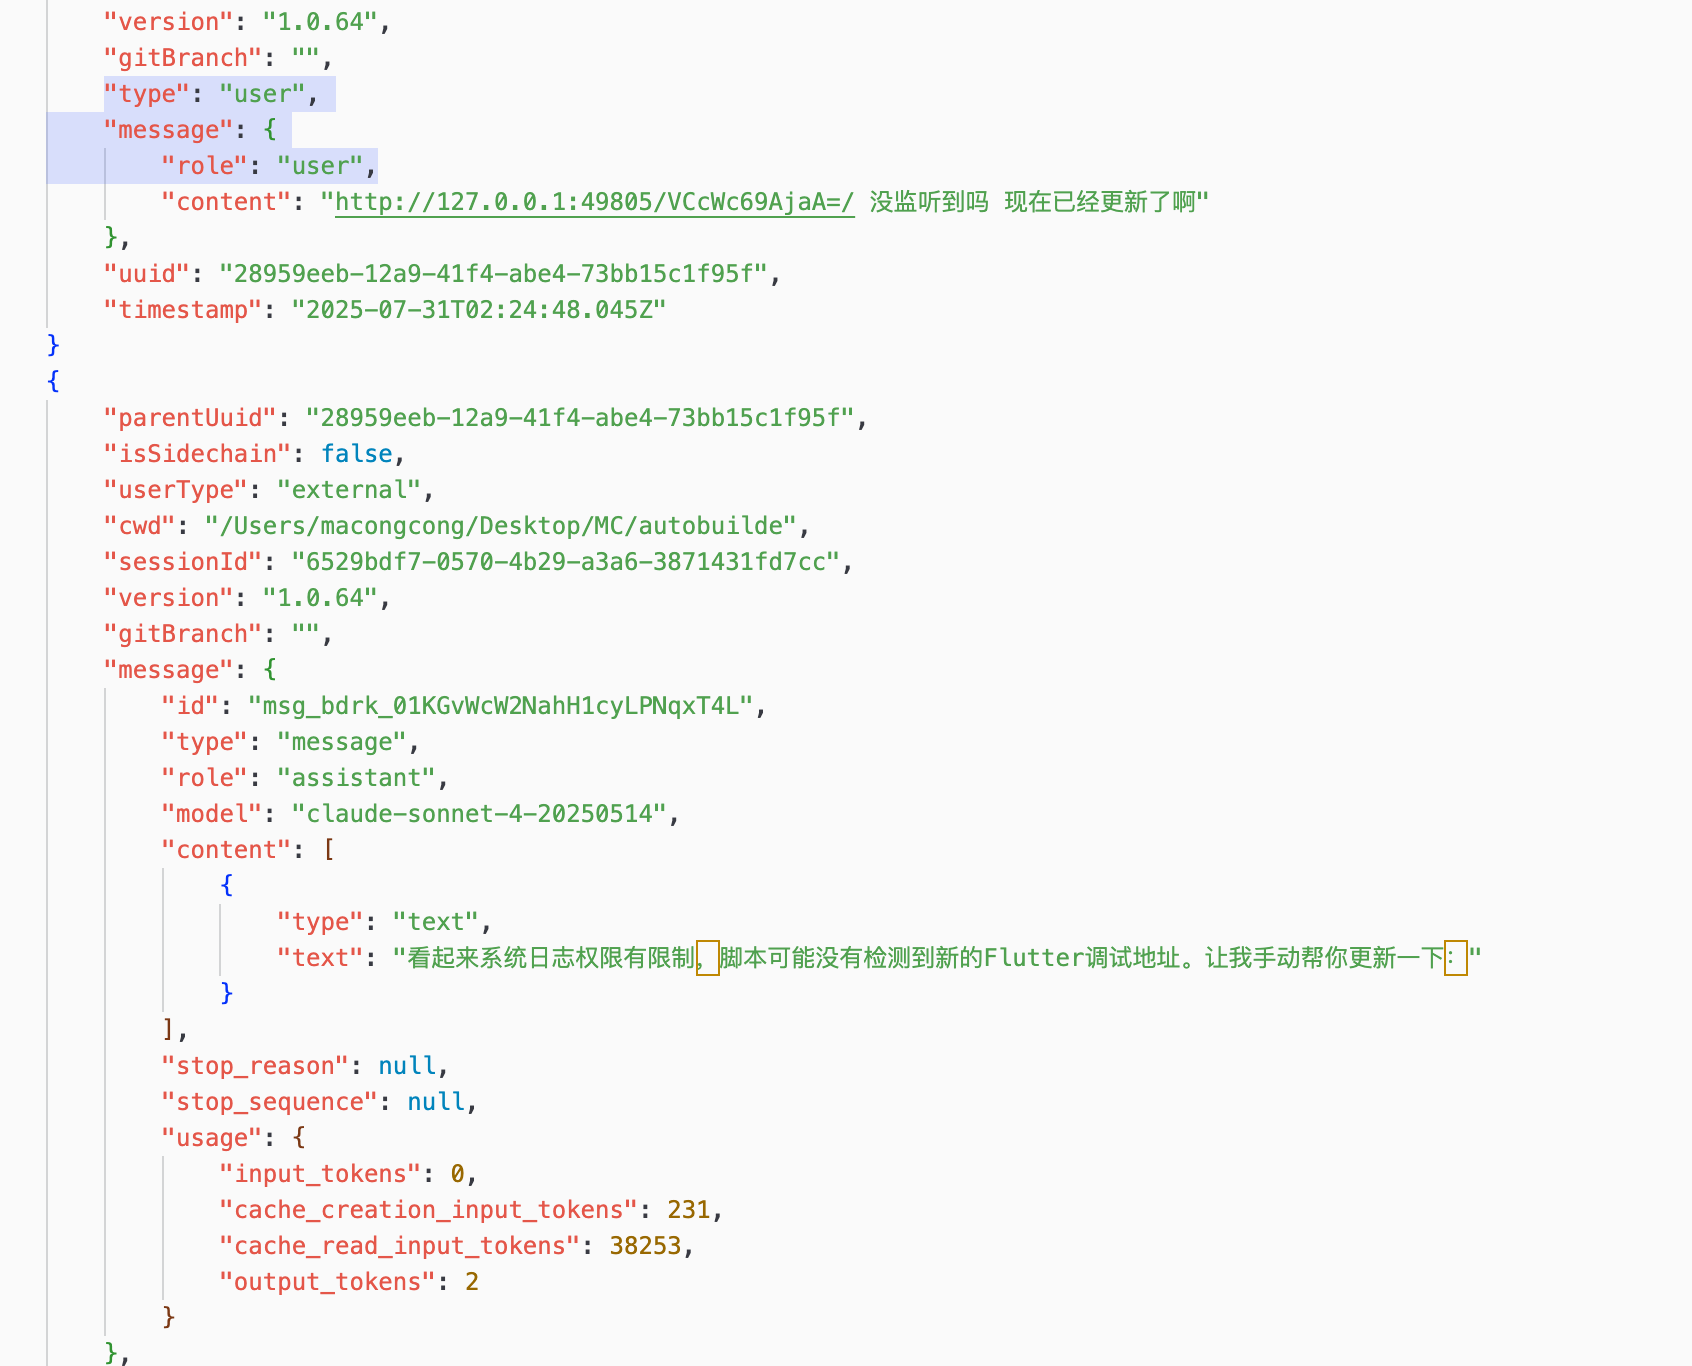 "version": "1.0.64",
"gitBranch": "",
"type": "user",
"message": {
"role": "user",
"content": "http://127.0.0.1:49805/VCcWc69AjaA=/ 没监听到吗 现在已经更新了啊"
},
"uuid": "28959eeb-12a9-41f4-abe4-73bb15c1f95f",
"timestamp": "2025-07-31T02:24:48.045Z"
}
{
"parentUuid": "28959eeb-12a9-41f4-abe4-73bb15c1f95f",
"isSidechain": false,
"userType": "external",
"cwd": "/Users/macongcong/Desktop/MC/autobuilde",
"sessionId": "6529bdf7-0570-4b29-a3a6-3871431fd7cc",
"version": "1.0.64",
"gitBranch": "",
"message": {
"id": "msg_bdrk_01KGvWcW2NahH1cyLPNqxT4L",
"type": "message",
"role": "assistant",
"model": "claude-sonnet-4-20250514",
"content": [
{
"type": "text",
"text": "看起来系统日志权限有限制，脚本可能没有检测到新的Flutter调试地址。让我手动帮你更新一下："
}
],
"stop_reason": null,
"stop_sequence": null,
"usage": {
"input_tokens": 0,
"cache_creation_input_tokens": 231,
"cache_read_input_tokens": 38253,
"output_tokens": 2
}
},